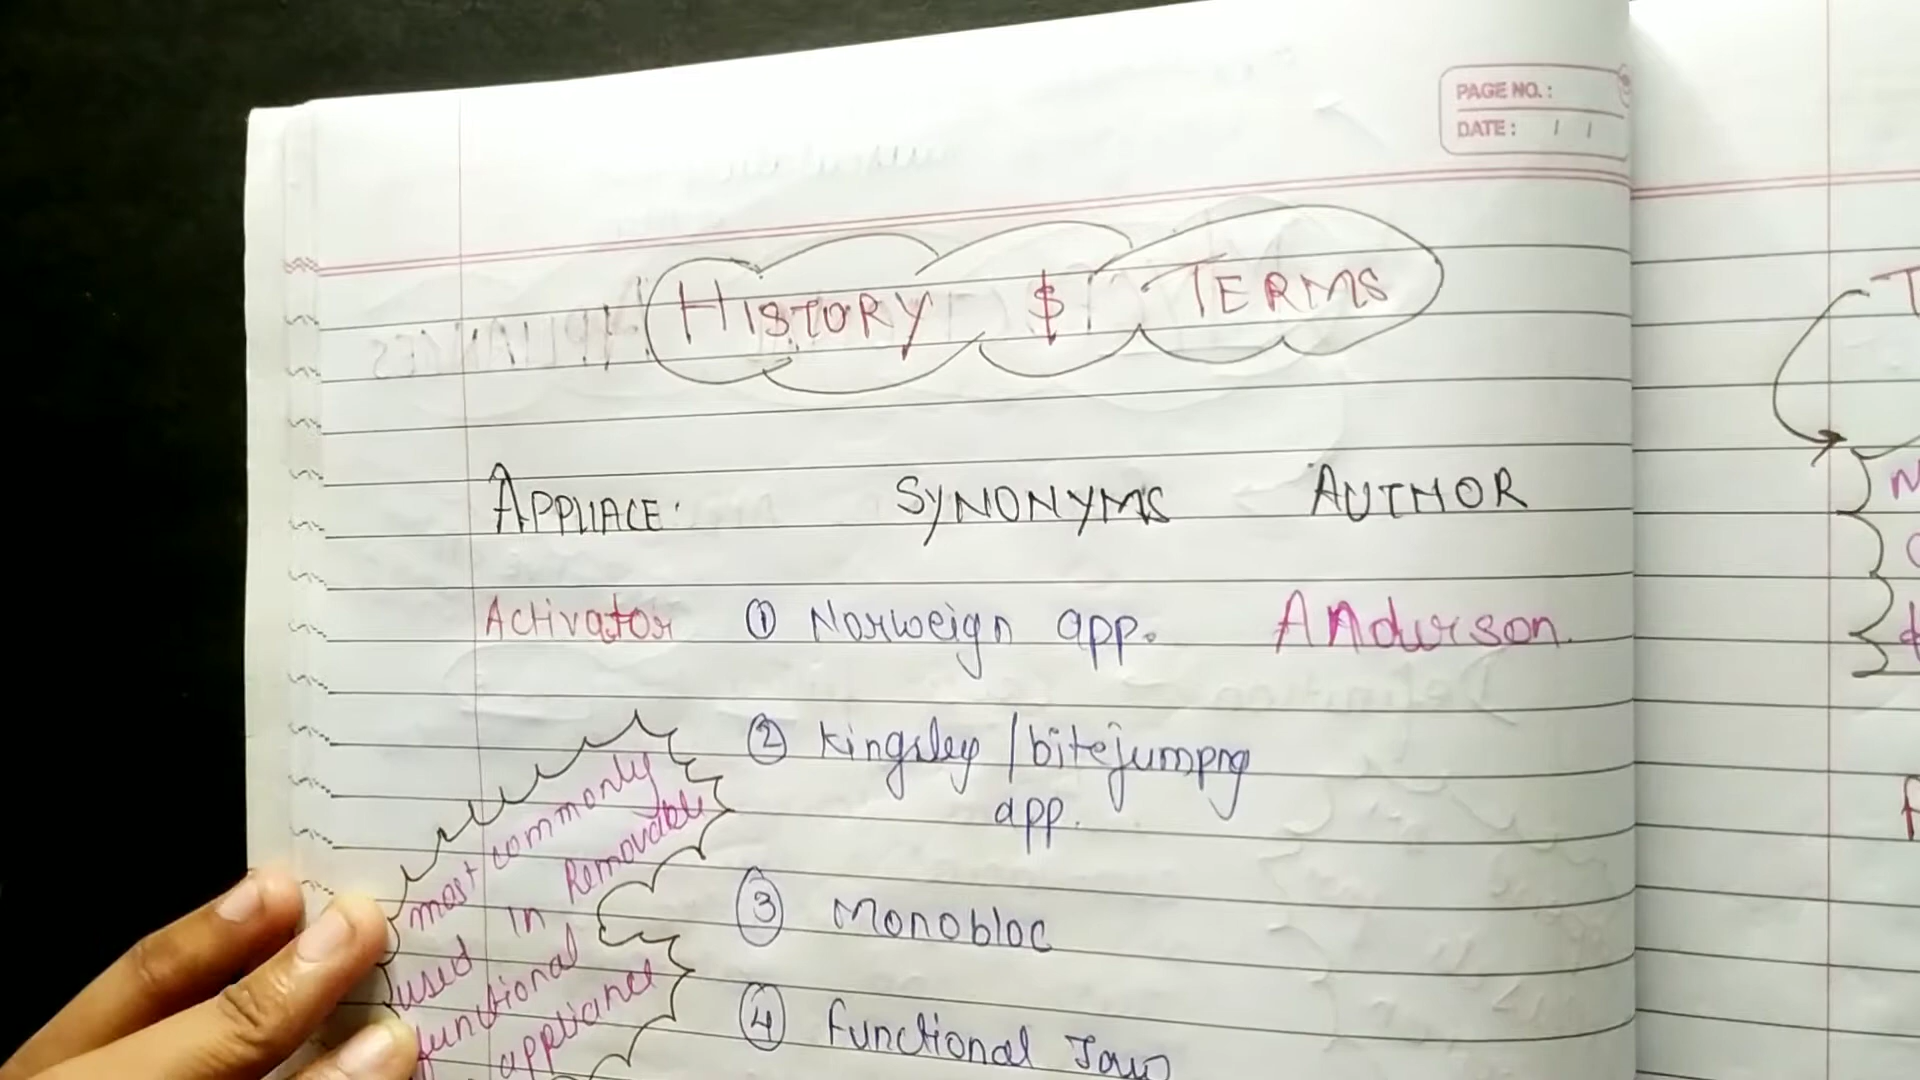 PAGE NO. :
DATE : / /
HISTORY $ TERMS
APPLIACE. SYNONYMS AUTHOR
Activator ① Norweign app. ANdurson.
② kingsley / bitejumpng
app.
most commonly
used in Removable
functional
appliance
③ Monobloc
④ functional Jaw